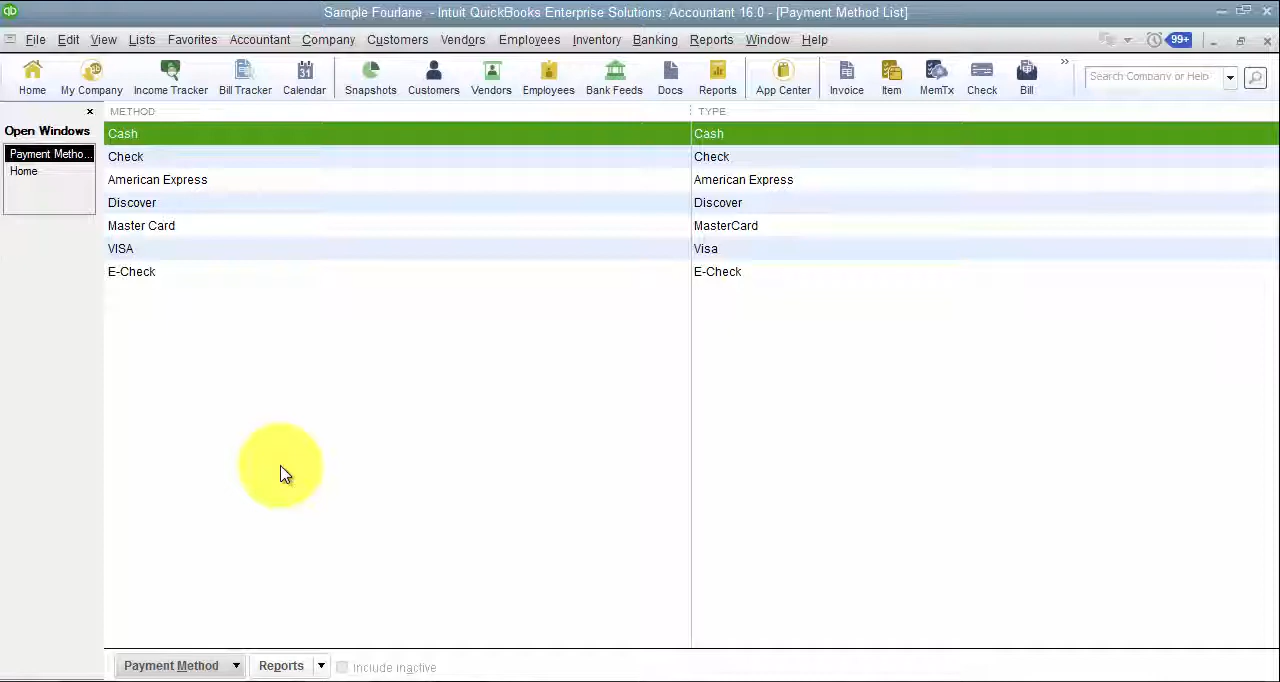 qb Sample Fourlane - Intuit QuickBooks Enterprise Solutions: Accountant 16.0 - [Payment Method List]
File Edit View Lists Favorites Accountant Company Customers Vendors Employees Inventory Banking Reports Window Help 99+
31
Home My Company Income Tracker Bill Tracker Calendar Snapshots Customers Vendors Employees Bank Feeds Docs Reports App Center Invoice Item MemTx Check Bill » Search Company or Help
METHOD TYPE
Open Windows
Payment Metho...
Home
Cash Cash
Check Check
American Express American Express
Discover Discover
Master Card MasterCard
VISA Visa
E-Check E-Check
Payment Method Reports Include inactive